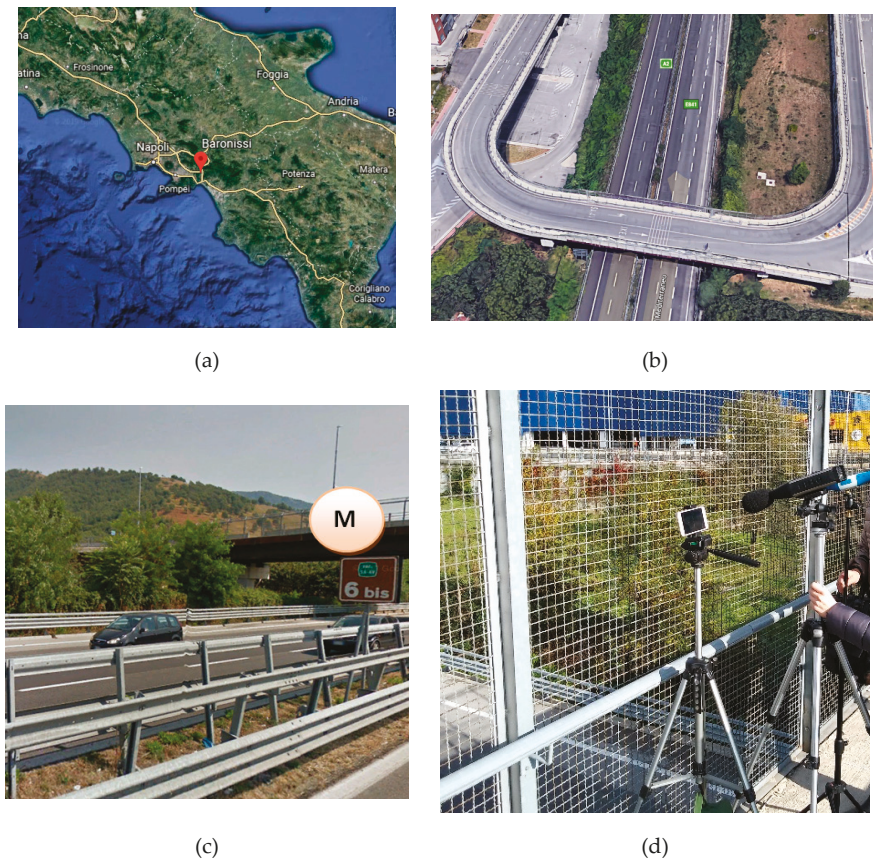 Frosinone
Foggia
Andria
Napoli
Baronissi
Matera
Pompei
Potenza
Corigliano
Calabro
(a)
A2
E841
(b)
M
6 bis
(c)
(d)